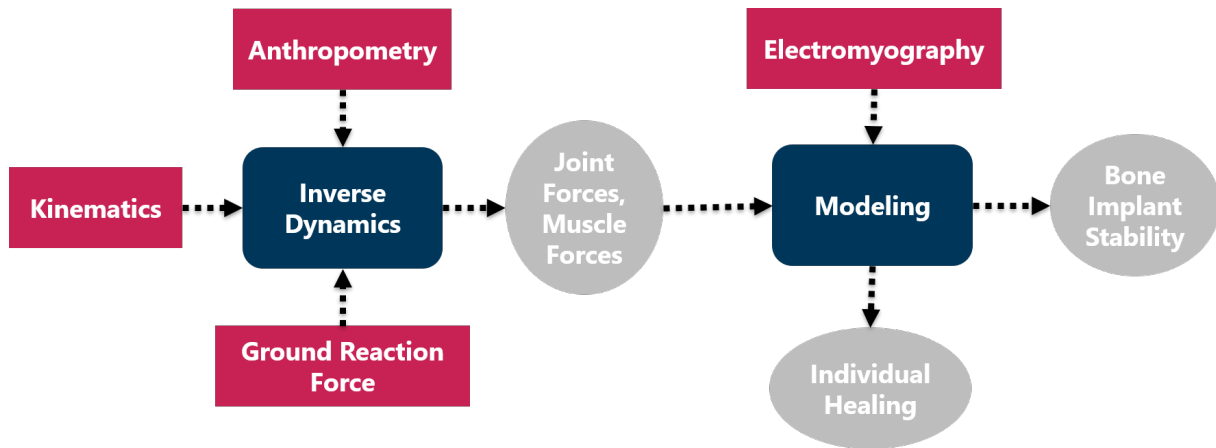 Anthropometry
Electromyography
Kinematics
Inverse
Dynamics
Joint
Forces,
Muscle
Forces
Modeling
Bone
Implant
Stability
Ground Reaction
Force
Individual
Healing